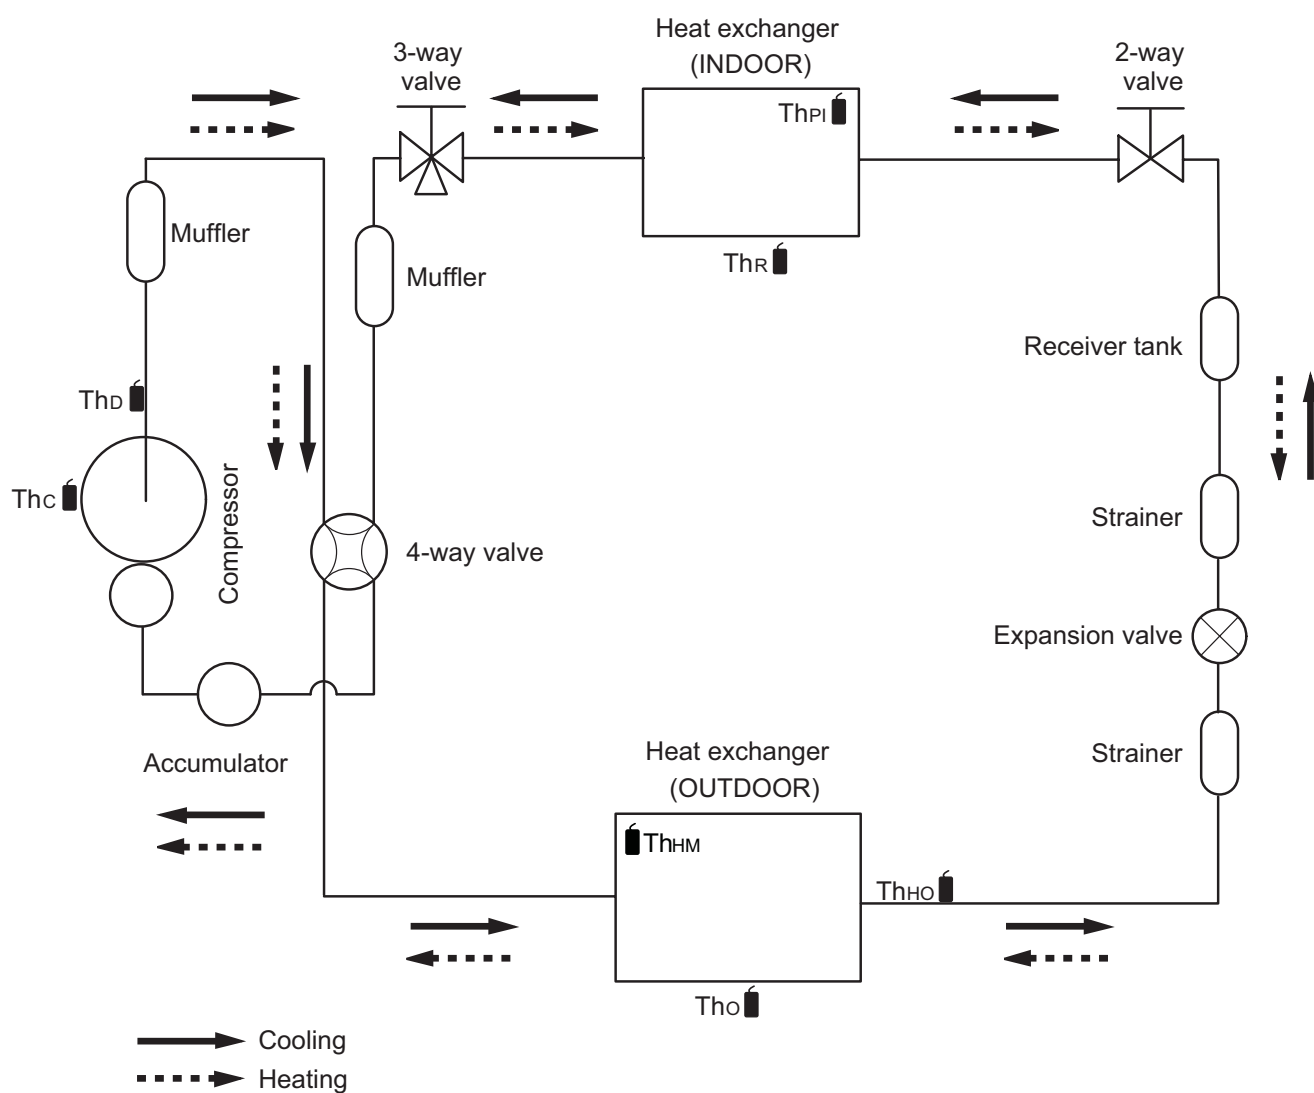 Heat exchanger
(INDOOR)
3-way
valve
2-way
valve
ThPI
Muffler
ThR
Muffler
Receiver tank
ThD
ThC
Compressor
Strainer
4-way valve
Expansion valve
Strainer
Accumulator
Heat exchanger
(OUTDOOR)
ThHM
ThHO
ThO
Cooling
Heating